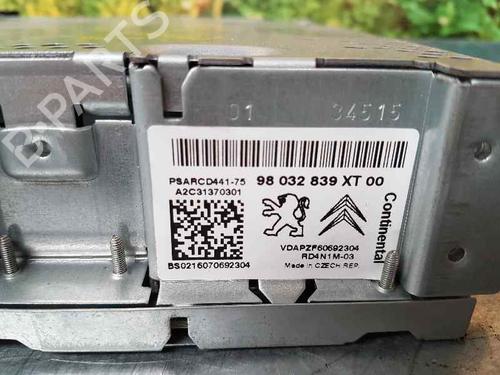 B-PARTS
01 34515
PSARCD441-75 98 032 839 XT 00
A2C31370301
Continental
VDAPZF60692304
RD4N1M-03
BS0216070692304 Made in CZECH REP.